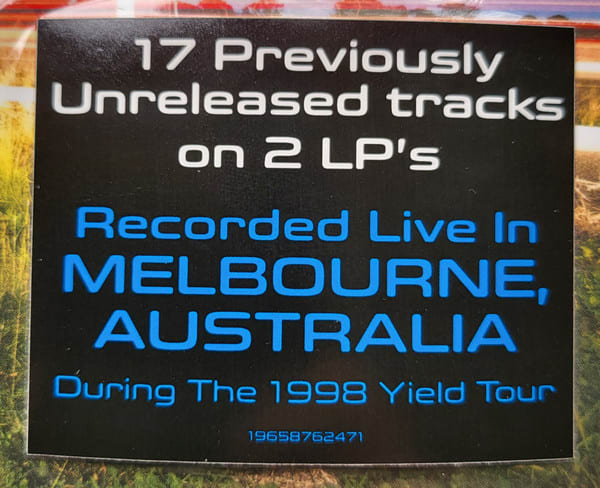 17 Previously
Unreleased tracks
on 2 LP's
Recorded Live In
MELBOURNE,
AUSTRALIA
During The 1998 Yield Tour
19658762471